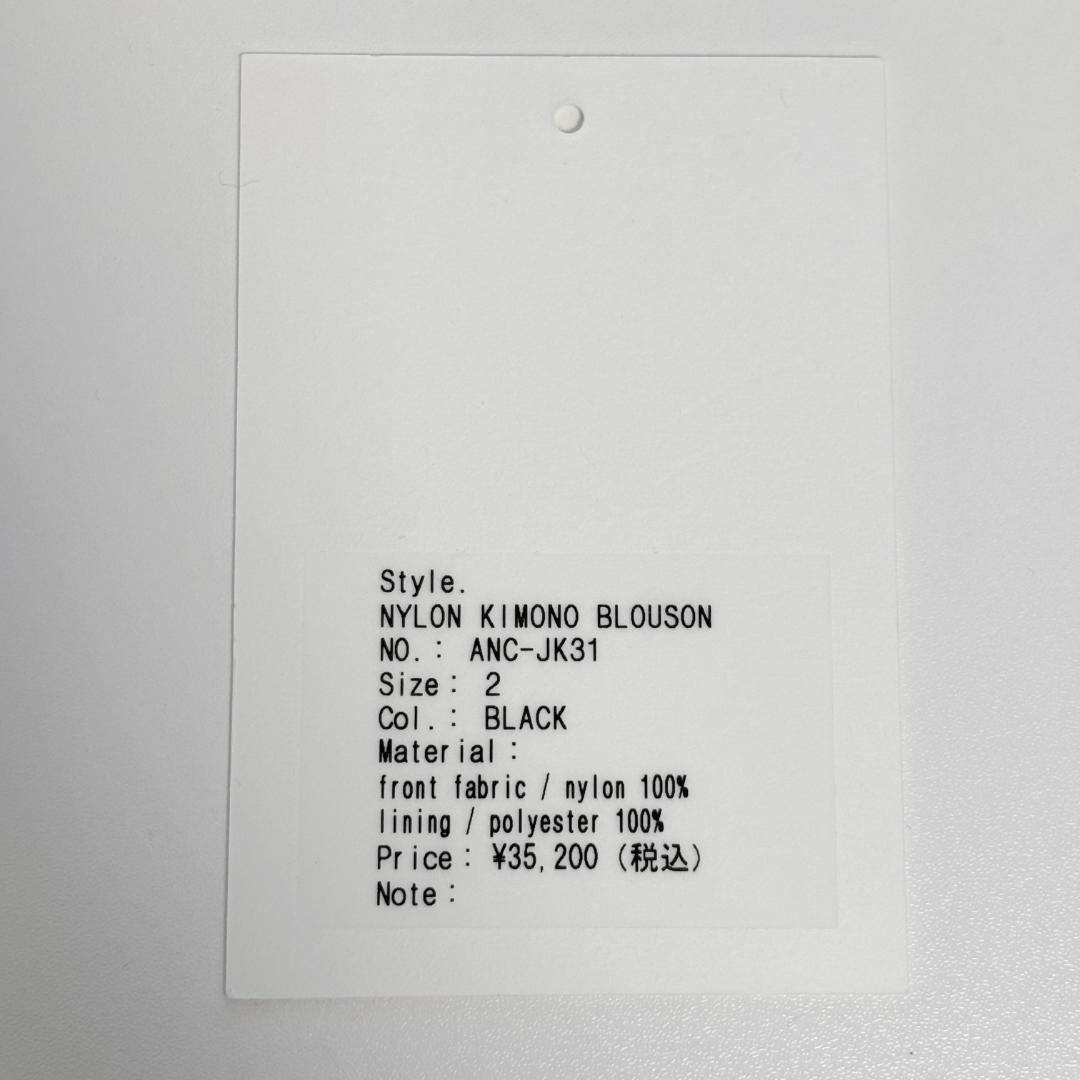 Style.
NYLON KIMONO BLOUSON
NO.: ANC-JK31
Size: 2
Col.: BLACK
Material:
front fabric / nylon 100%
lining / polyester 100%
Price: ¥35,200 (税込)
Note: